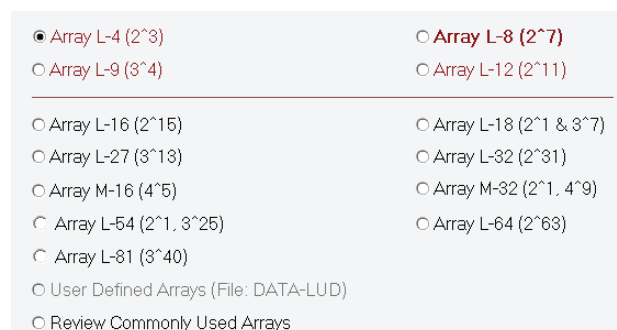 Array L-4 (2^3)
Array L-8 (2^7)
Array L-9 (3^4)
Array L-12 (2^11)
Array L-16 (2^15)
Array L-18 (2^1 & 3^7)
Array L-27 (3^13)
Array L-32 (2^31)
Array M-16 (4^5)
Array M-32 (2^1, 4^9)
Array L-54 (2^1, 3^25)
Array L-64 (2^63)
Array L-81 (3^40)
User Defined Arrays (File: DATA-LUD)
Review Commonly Used Arrays